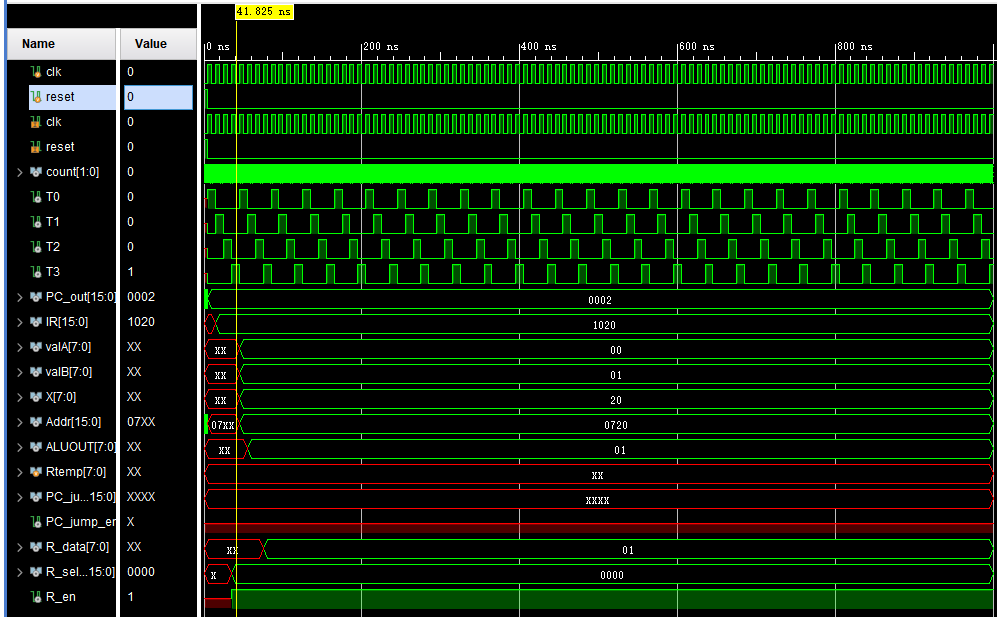 41.825 ns
Name Value
0 ns 200 ns 400 ns 600 ns 800 ns
clk 0
reset 0
clk 0
reset 0
count[1:0] 0
T0 0
T1 0
T2 0
T3 1
PC_out[15:0] 0002 0002
IR[15:0] 1020 1020
valA[7:0] XX XX 00
valB[7:0] XX XX 01
X[7:0] XX XX 20
Addr[15:0] 07XX 07XX 0720
ALUOUT[7:0] XX XX 01
Rtemp[7:0] XX XX
PC_ju...15:0] XXXX XXXX
PC_jump_en X
R_data[7:0] XX XX 01
R_sel...15:0] 0000 X 0000
R_en 1